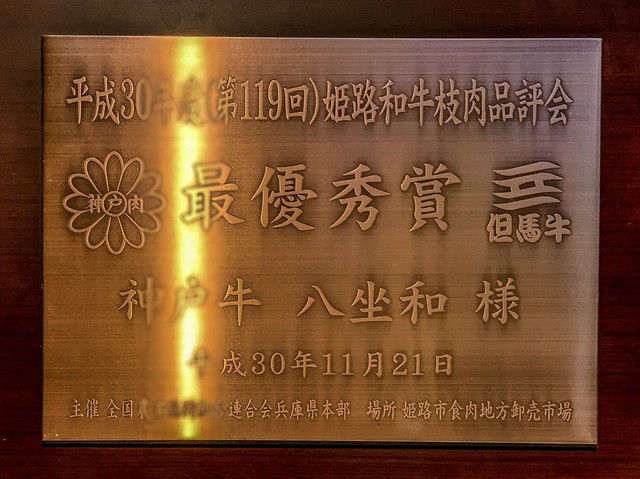 平成30年度(第119回)姫路和牛枝肉品評会
神戸肉
最優秀賞
但馬牛
神戸牛 八坐和 様
平成30年11月21日
主催 全国 連合会兵庫県本部 場所 姫路市食肉地方卸売市場